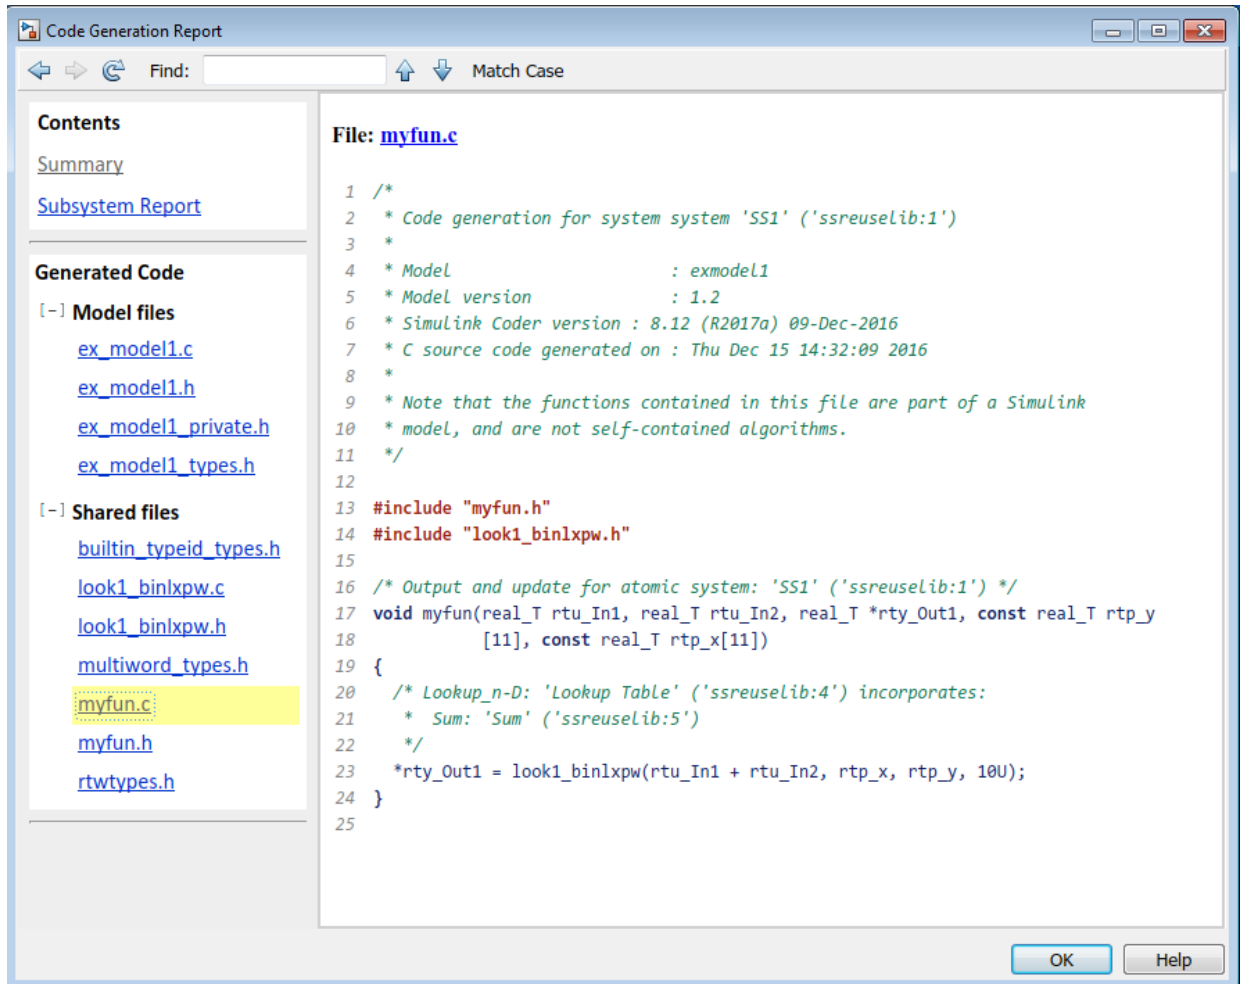 Code Generation Report
Find: Match Case
Contents
Summary
Subsystem Report
Generated Code
[-] Model files
ex_model1.c
ex_model1.h
ex_model1_private.h
ex_model1_types.h
[-] Shared files
builtin_typeid_types.h
look1_binlxpw.c
look1_binlxpw.h
multiword_types.h
myfun.c
myfun.h
rtwtypes.h
File: myfun.c
1 /*
2 * Code generation for system system 'SS1' ('ssreuselib:1')
3 *
4 * Model : exmodel1
5 * Model version : 1.2
6 * Simulink Coder version : 8.12 (R2017a) 09-Dec-2016
7 * C source code generated on : Thu Dec 15 14:32:09 2016
8 *
9 * Note that the functions contained in this file are part of a Simulink
10 * model, and are not self-contained algorithms.
11 */
12
13 #include "myfun.h"
14 #include "look1_binlxpw.h"
15
16 /* Output and update for atomic system: 'SS1' ('ssreuselib:1') */
17 void myfun(real_T rtu_In1, real_T rtu_In2, real_T *rty_Out1, const real_T rtp_y
18 [11], const real_T rtp_x[11])
19 {
20 /* Lookup_n-D: 'Lookup Table' ('ssreuselib:4') incorporates:
21 * Sum: 'Sum' ('ssreuselib:5')
22 */
23 *rty_Out1 = look1_binlxpw(rtu_In1 + rtu_In2, rtp_x, rtp_y, 10U);
24 }
25
OK Help